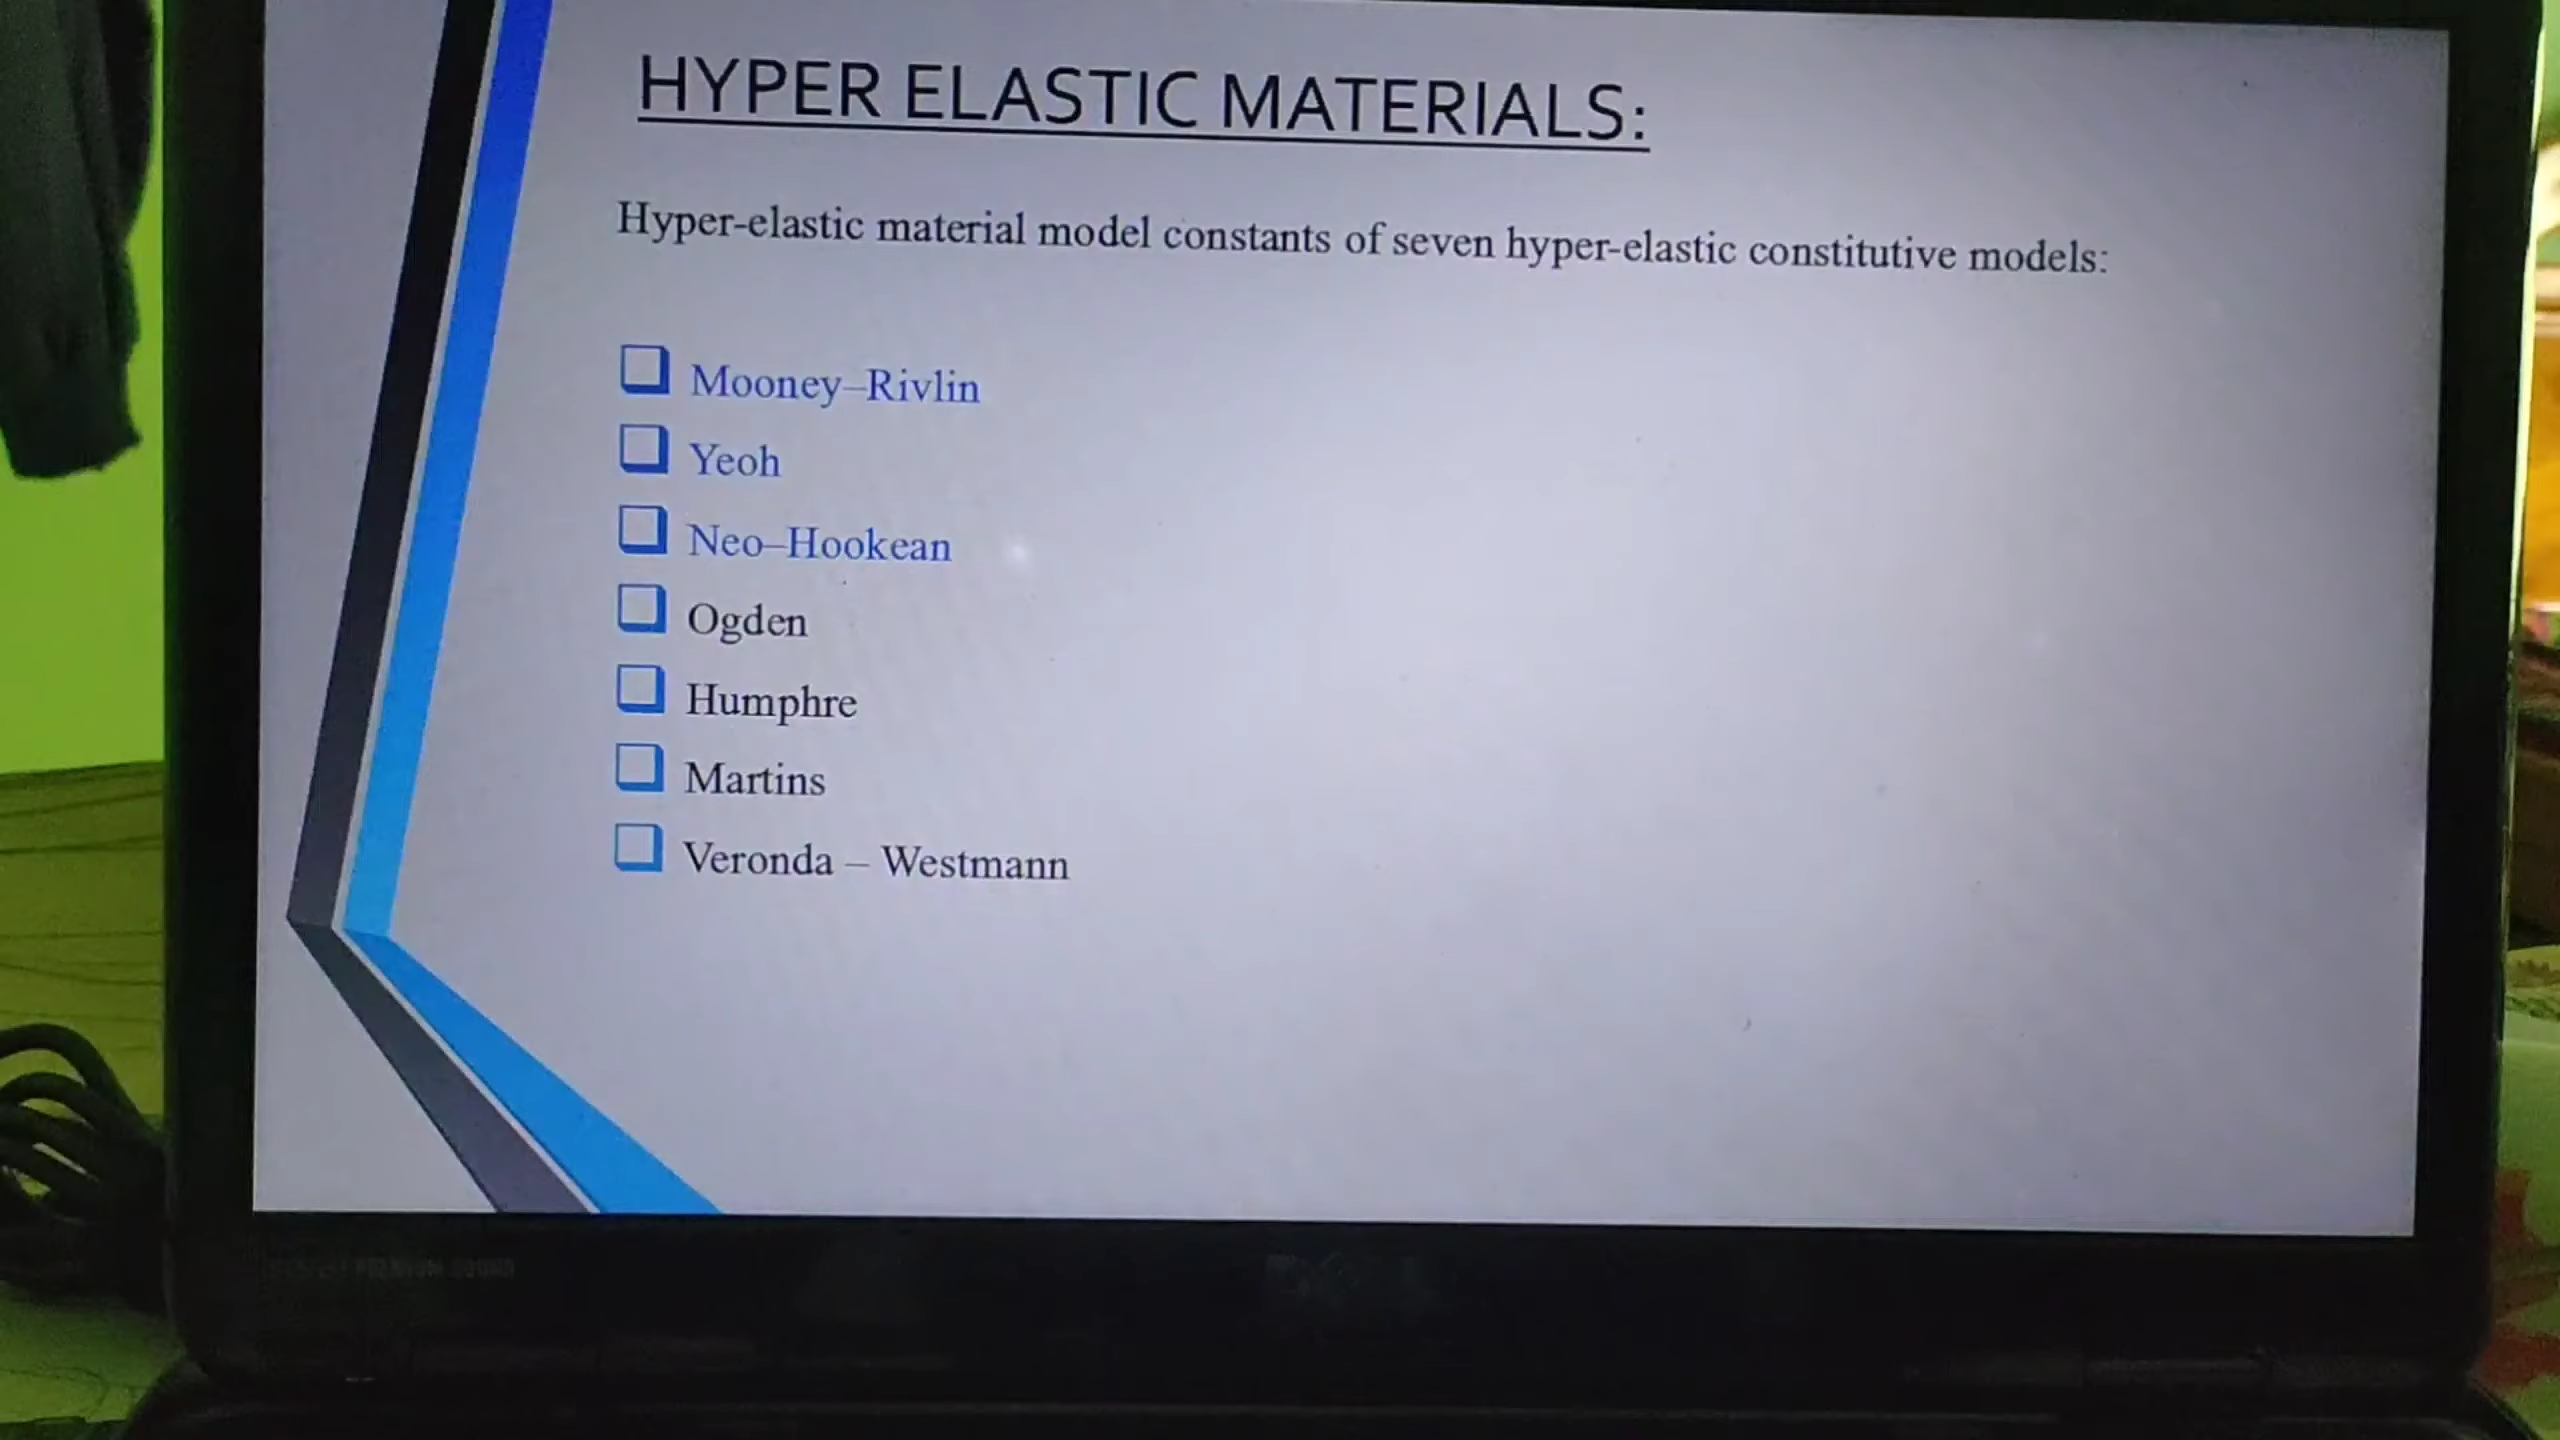 HYPER ELASTIC MATERIALS:
Hyper-elastic material model constants of seven hyper-elastic constitutive models:
Mooney–Rivlin
Yeoh
Neo–Hookean
Ogden
Humphre
Martins
Veronda – Westmann